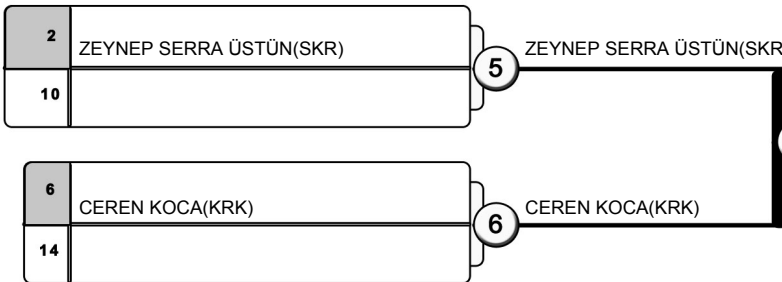 2
ZEYNEP SERRA ÜSTÜN(SKR)
5
ZEYNEP SERRA ÜSTÜN(SKR
10
6
CEREN KOCA(KRK)
6
CEREN KOCA(KRK)
14